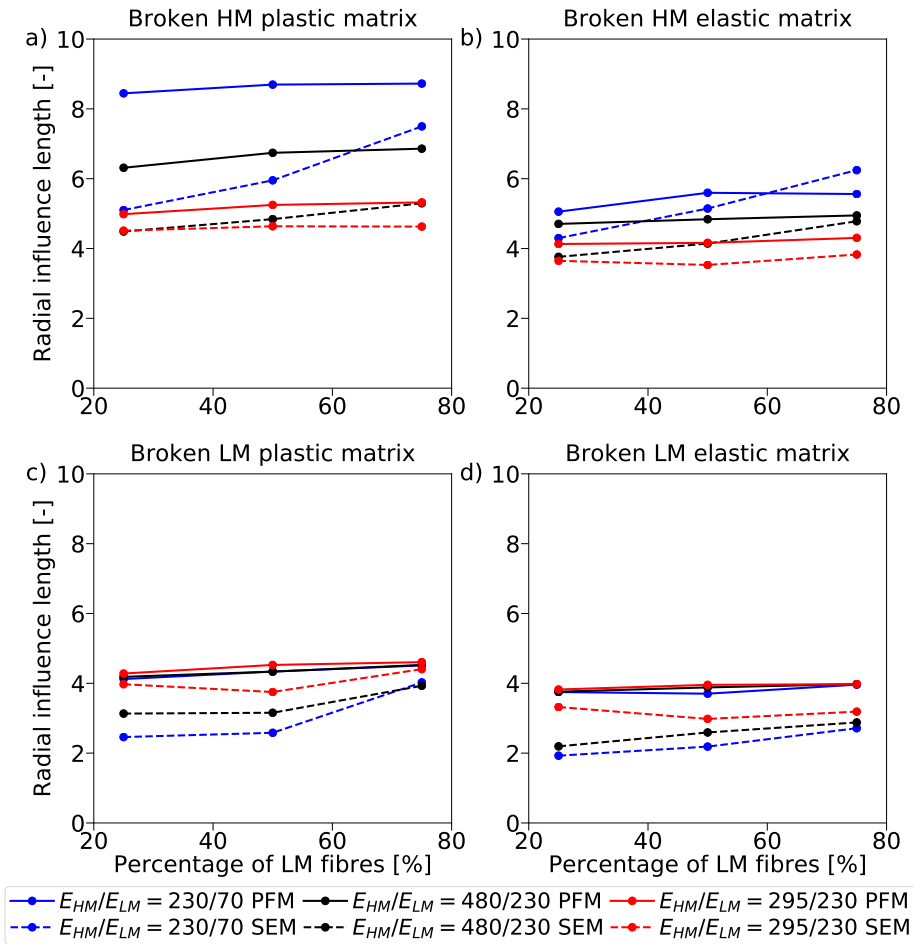 Broken HM plastic matrix
Broken HM elastic matrix
a)
b)
Radial influence length [-]
10
8
6
4
2
0
20 40 60 80
10
8
6
4
2
0
20 40 60 80
Broken LM plastic matrix
Broken LM elastic matrix
c)
d)
Radial influence length [-]
10
8
6
4
2
0
20 40 60 80
Percentage of LM fibres [%]
10
8
6
4
2
0
20 40 60 80
Percentage of LM fibres [%]
E_HM/E_LM = 230/70 PFM
E_HM/E_LM = 480/230 PFM
E_HM/E_LM = 295/230 PFM
E_HM/E_LM = 230/70 SEM
E_HM/E_LM = 480/230 SEM
E_HM/E_LM = 295/230 SEM